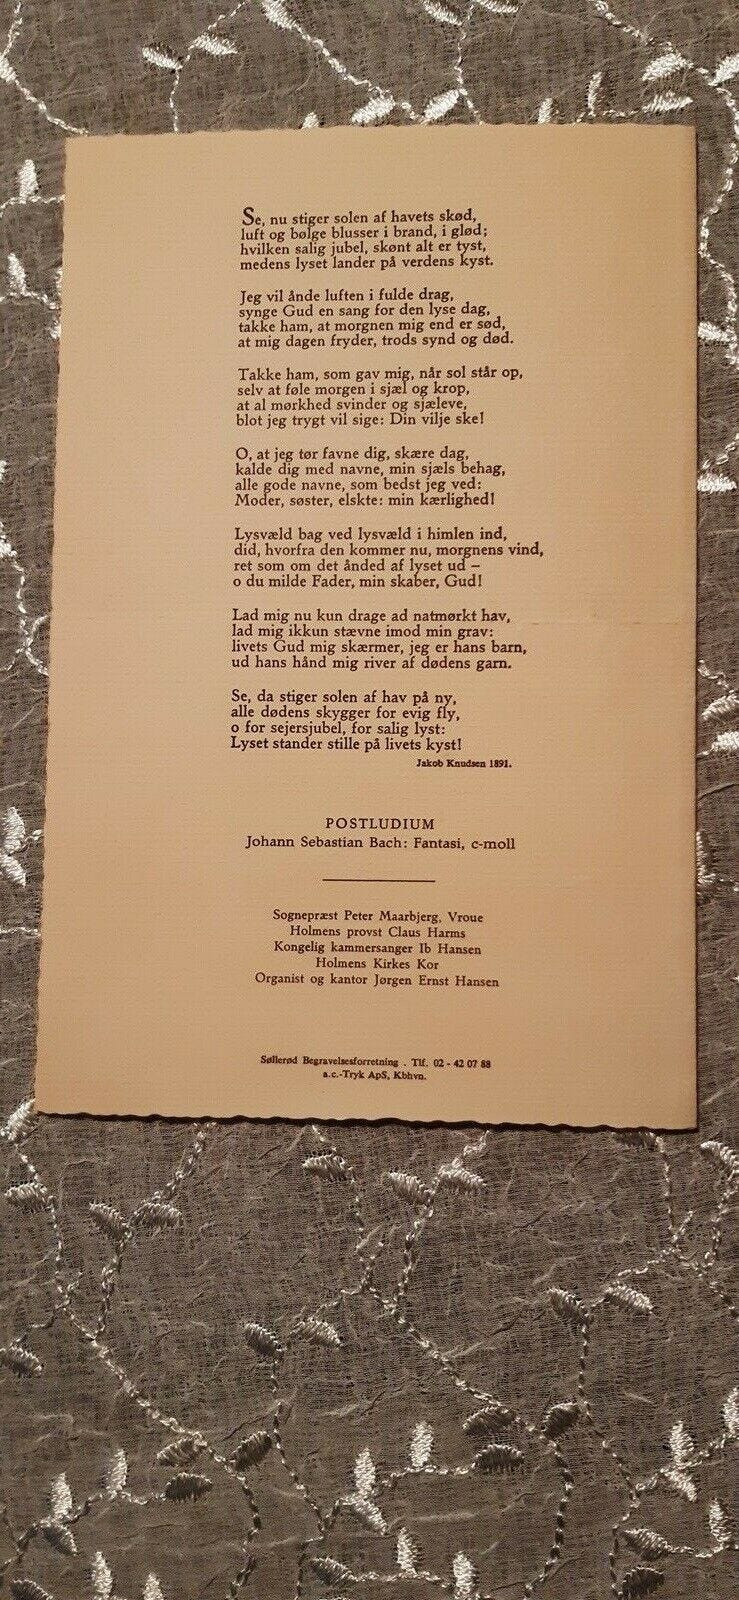 Se, nu stiger solen af havets skød,
luft og bølge blusser i brand, i glød;
hvilken salig jubel, skønt alt er tyst,
medens lyset lander på verdens kyst.
Jeg vil ånde luften i fulde drag,
synge Gud en sang for den lyse dag,
takke ham, at morgnen mig end er sød,
at mig dagen fryder, trods synd og død.
Takke ham, som gav mig, når sol står op,
selv at føle morgen i sjæl og krop,
at al mørkhed svinder og sjæleve,
blot jeg trygt vil sige: Din vilje ske!
O, at jeg tør favne dig, skære dag,
kalde dig med navne, min sjæls behag,
alle gode navne, som bedst jeg ved:
Moder, søster, elskte: min kærlighed!
Lysvæld bag ved lysvæld i himlen ind,
did, hvorfra den kommer nu, morgnens vind,
ret som om det ånded af lyset ud –
o du milde Fader, min skaber, Gud!
Lad mig nu kun drage ad natmørkt hav,
lad mig ikkun stævne imod min grav:
livets Gud mig skærmer, jeg er hans barn,
ud hans hånd mig river af dødens garn.
Se, da stiger solen af hav på ny,
alle dødens skygger for evig fly,
o for sejersjubel, for salig lyst:
Lyset stander stille på livets kyst!
Jakob Knudsen 1891.
POSTLUDIUM
Johann Sebastian Bach: Fantasi, c-moll
Sognepræst Peter Maarbjerg, Vroue
Holmens provst Claus Harms
Kongelig kammersanger Ib Hansen
Holmens Kirkes Kor
Organist og kantor Jørgen Ernst Hansen
Søllerød Begravelsesforretning . Tlf. 02 - 42 07 88
a.c.-Tryk ApS, Kbhvn.